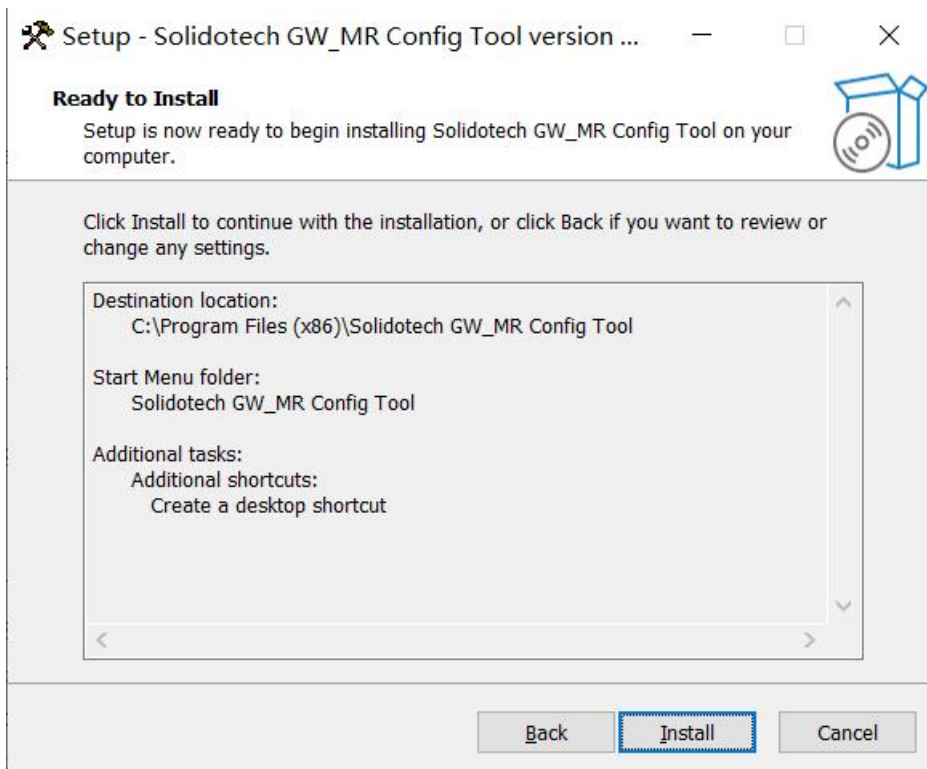 Setup - Solidotech GW_MR Config Tool version ...
Ready to Install
Setup is now ready to begin installing Solidotech GW_MR Config Tool on your
computer.
Click Install to continue with the installation, or click Back if you want to review or
change any settings.
Destination location:
C:\Program Files (x86)\Solidotech GW_MR Config Tool
Start Menu folder:
Solidotech GW_MR Config Tool
Additional tasks:
Additional shortcuts:
Create a desktop shortcut
Back Install Cancel